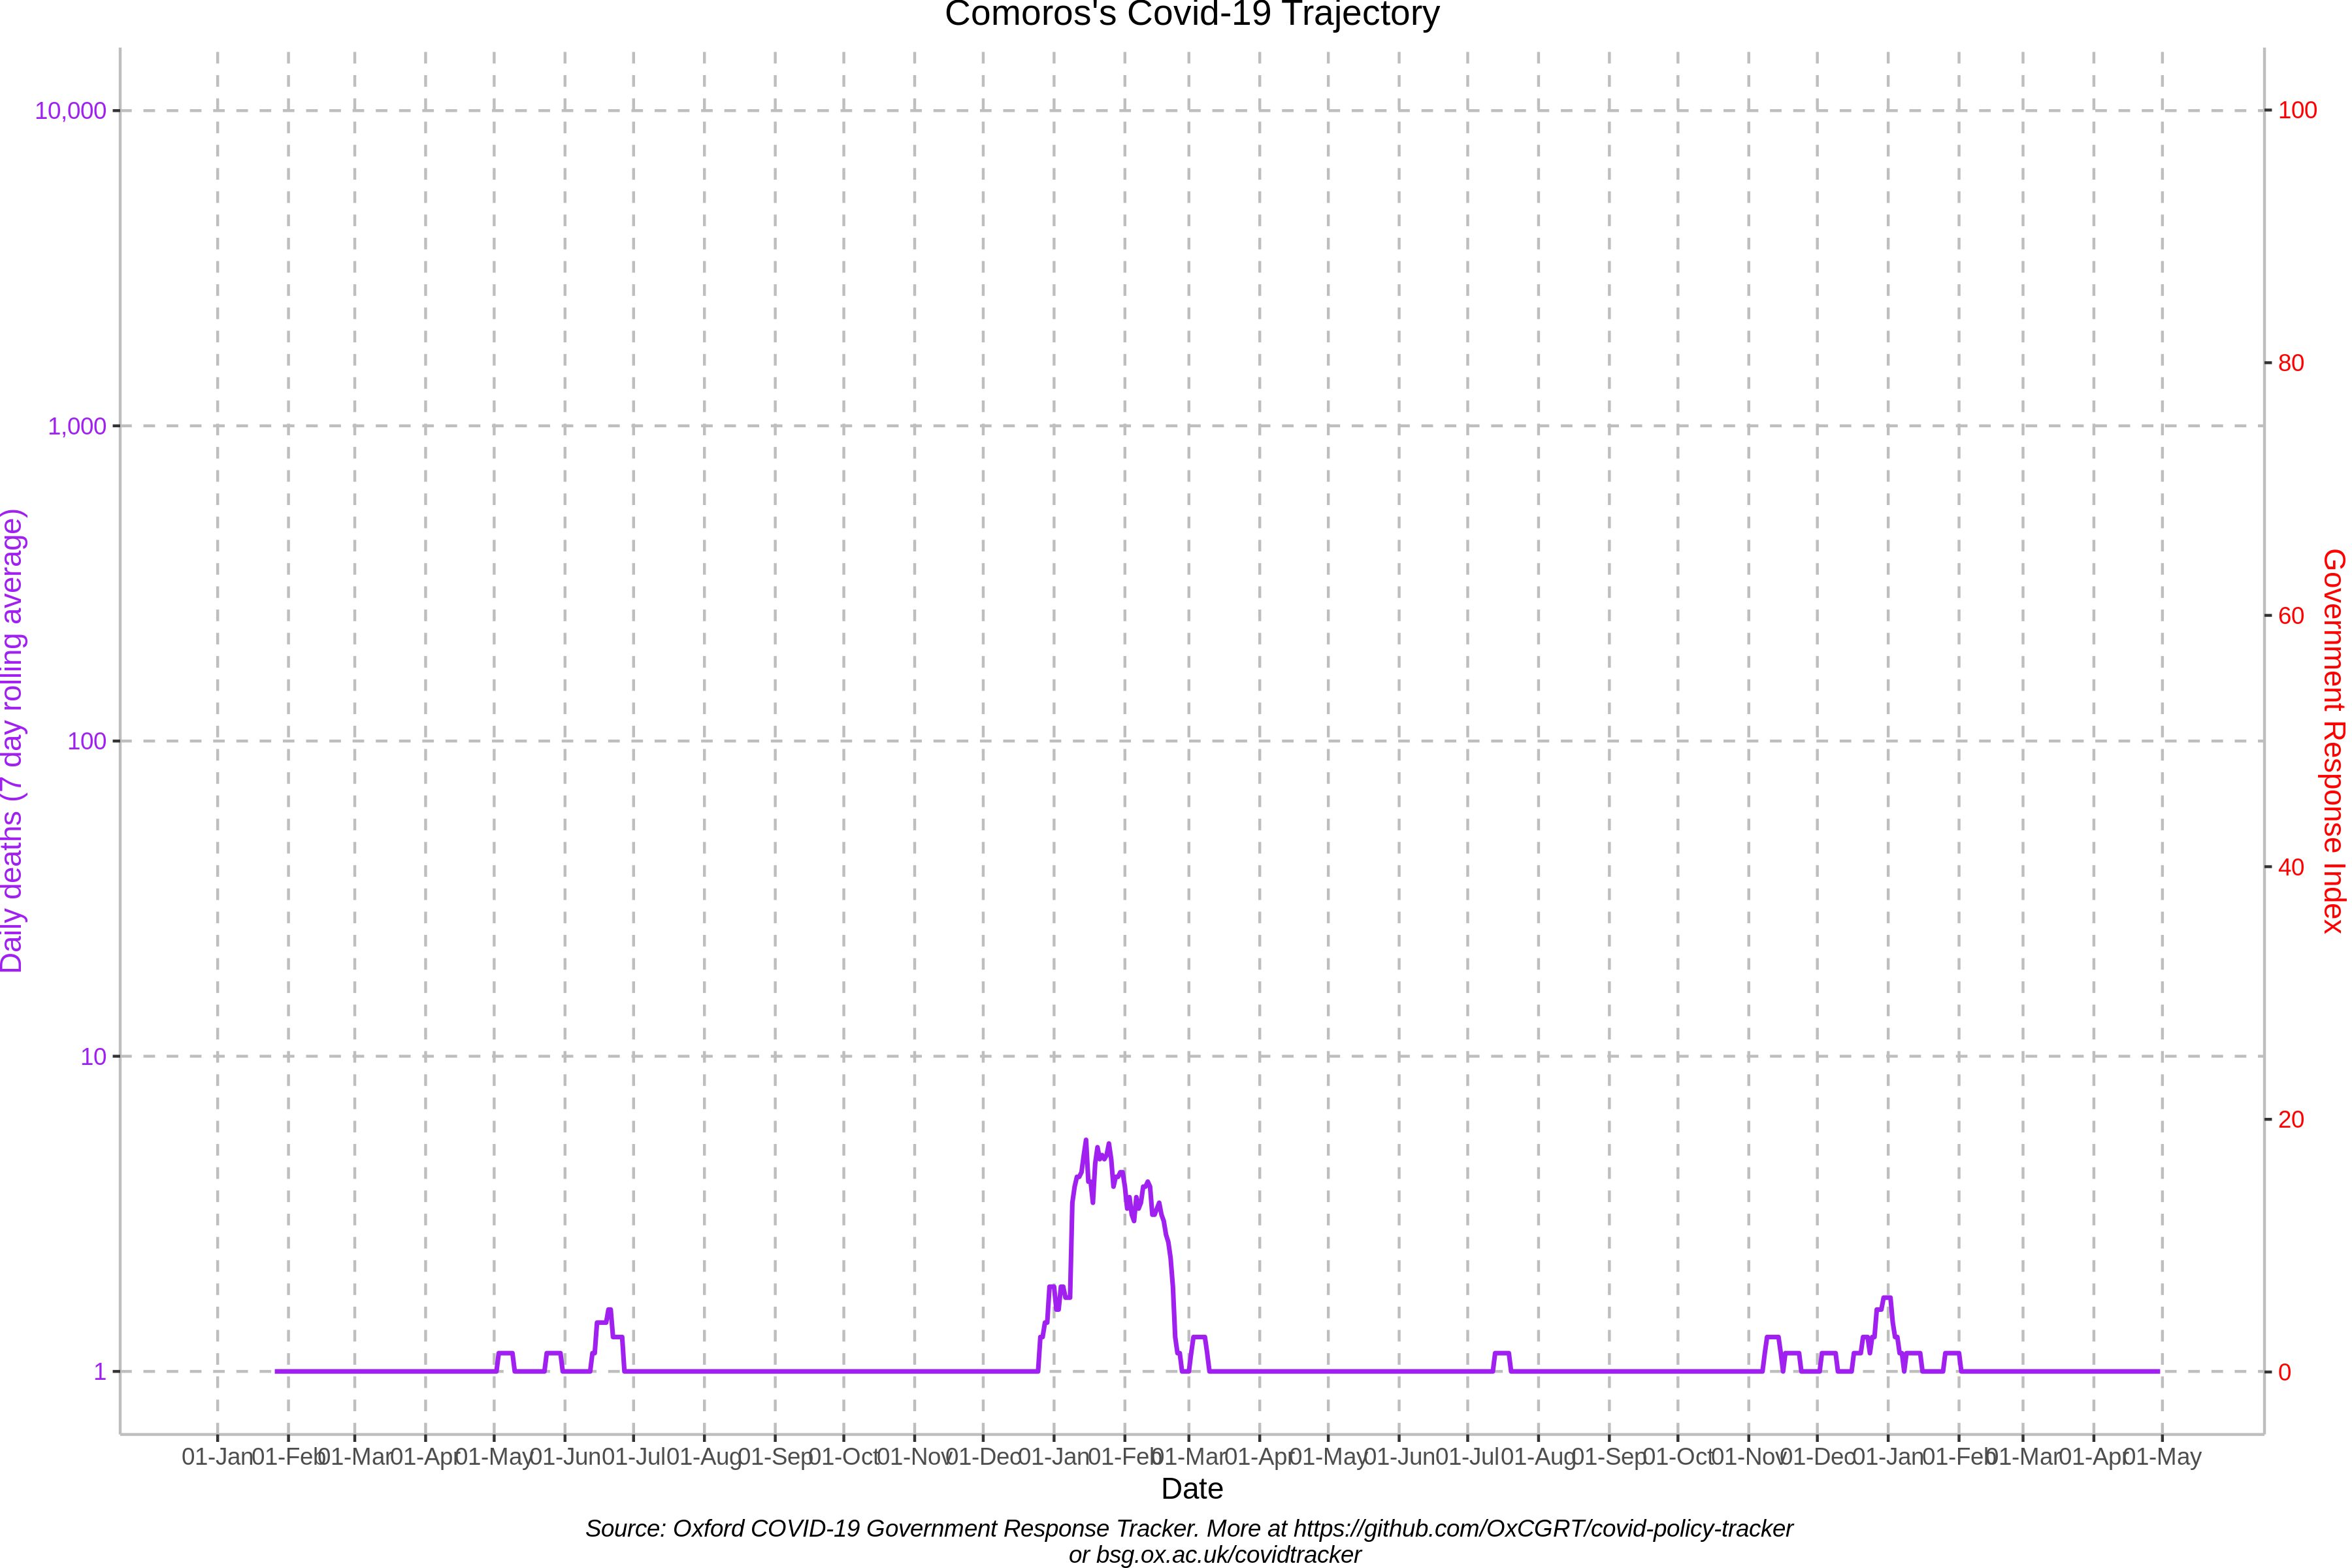 Comoros's Covid-19 Trajectory
10,000
1,000
100
10
1
Daily deaths (7 day rolling average)
100
80
60
40
20
0
Government Response Index
01-Jan 01-Feb 01-Mar 01-Apr 01-May 01-Jun 01-Jul 01-Aug 01-Sep 01-Oct 01-Nov 01-Dec 01-Jan 01-Feb 01-Mar 01-Apr 01-May 01-Jun 01-Jul 01-Aug 01-Sep 01-Oct 01-Nov 01-Dec 01-Jan 01-Feb 01-Mar 01-Apr 01-May
Date
Source: Oxford COVID-19 Government Response Tracker. More at https://github.com/OxCGRT/covid-policy-tracker
or bsg.ox.ac.uk/covidtracker